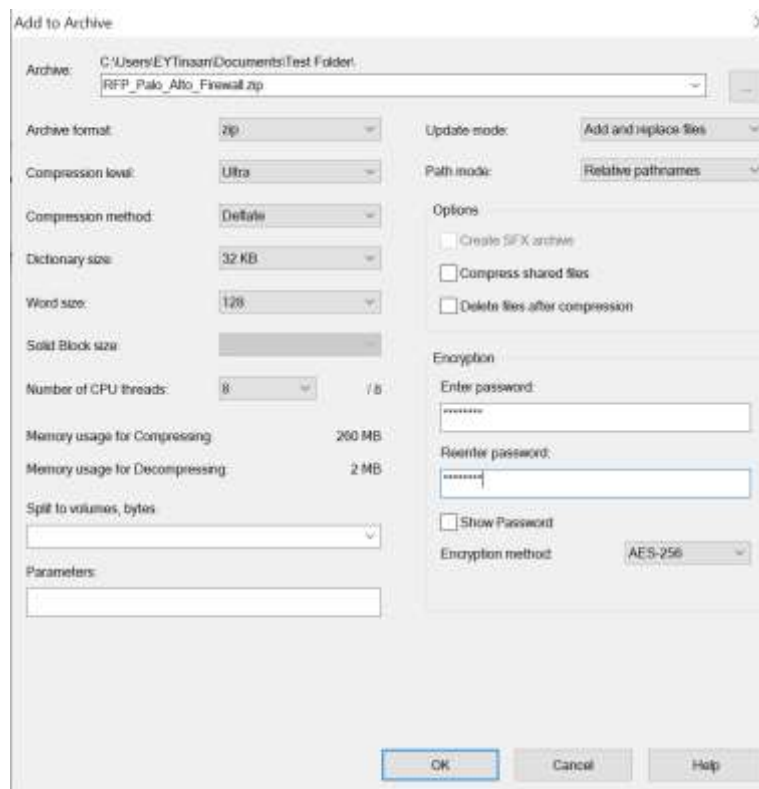 Add to Archive
Archive:
C:\Users\EYTinaan\Documents\Test Folder\
RFP_Palo_Alto_Firewall.zip
...
Archive format:
zip
Compression level:
Ultra
Compression method:
Deflate
Dictionary size:
32 KB
Word size:
128
Solid Block size:
Number of CPU threads:
8
/ 8
Memory usage for Compressing:
260 MB
Memory usage for Decompressing:
2 MB
Split to volumes, bytes:
Parameters:
Update mode:
Add and replace files
Path mode:
Relative pathnames
Options
Create SFX archive
Compress shared files
Delete files after compression
Encryption
Enter password:
********
Reenter password:
********
Show Password
Encryption method:
AES-256
OK
Cancel
Help